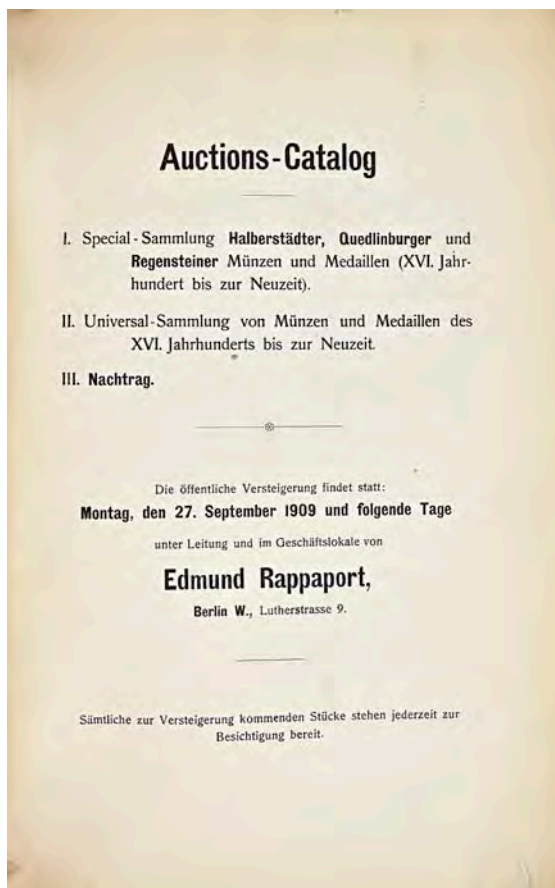 Auctions-Catalog
I. Special-Sammlung Halberstädter, Quedlinburger und
Regensteiner Münzen und Medaillen (XVI. Jahr-
hundert bis zur Neuzeit).
II. Universal-Sammlung von Münzen und Medaillen des
XVI. Jahrhunderts bis zur Neuzeit.
III. Nachtrag.
Die öffentliche Versteigerung findet statt:
Montag, den 27. September 1909 und folgende Tage
unter Leitung und im Geschäftslokale von
Edmund Rappaport,
Berlin W., Lutherstrasse 9.
Sämtliche zur Versteigerung kommenden Stücke stehen jederzeit zur
Besichtigung bereit.